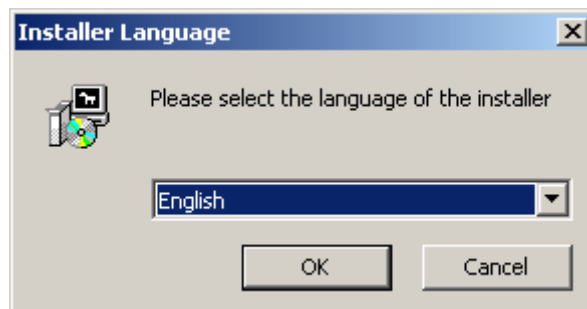 Installer Language
Please select the language of the installer
English
OK
Cancel